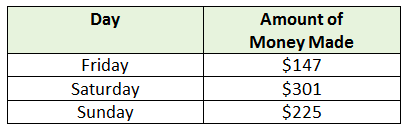 Day Amount of
Money Made
Friday $147
Saturday $301
Sunday $225